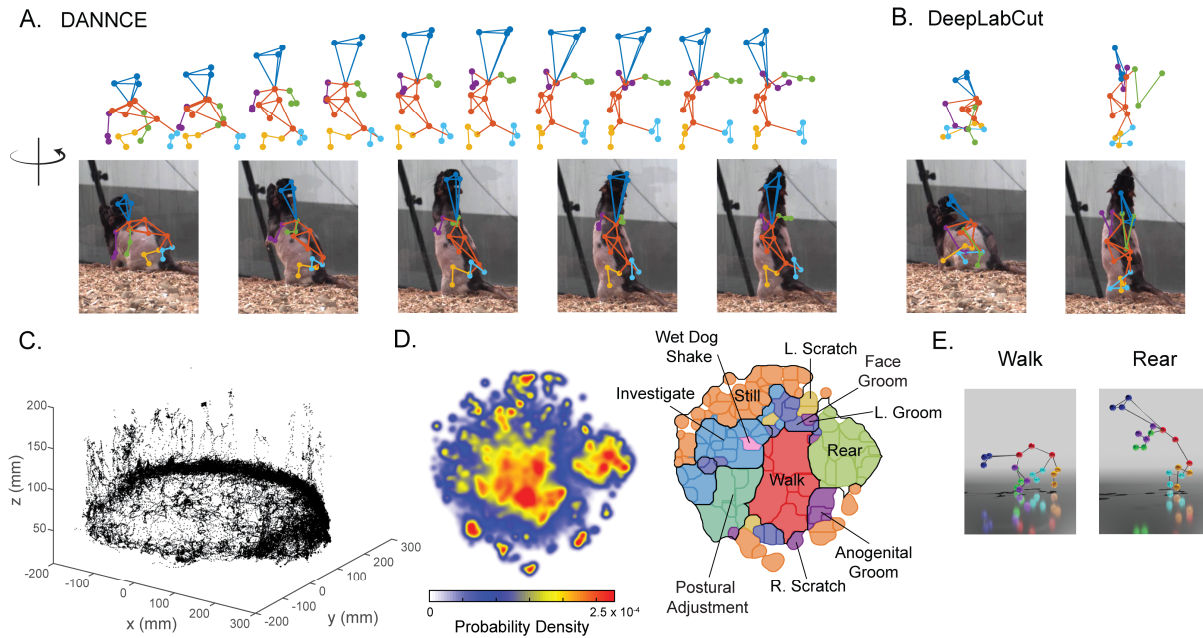 A. DANNCE
B. DeepLabCut
C.
200
150
100
50
z (mm)
-200
-100
0
100
200
300
x (mm)
-200
-100
0
100
200
300
y (mm)
D.
0
2.5 x 10-4
Probability Density
Wet Dog
Shake
L. Scratch
Face
Groom
Investigate
Still
L. Groom
Rear
Walk
Anogenital
Groom
R. Scratch
Postural
Adjustment
E.
Walk
Rear